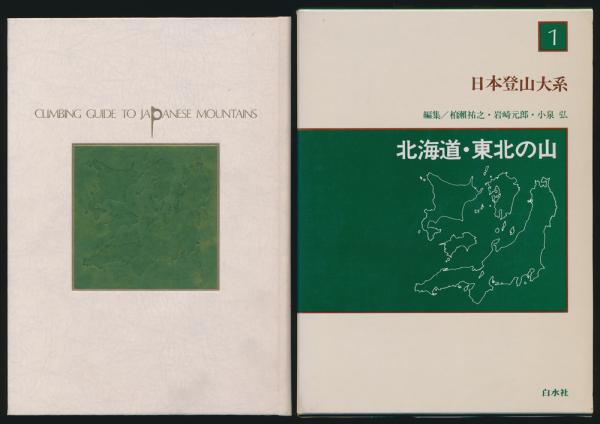 CLIMBING GUIDE TO JAPANESE MOUNTAINS
1
日本登山大系
編集／柏瀬祐之・岩崎元郎・小泉 弘
北海道・東北の山
白水社